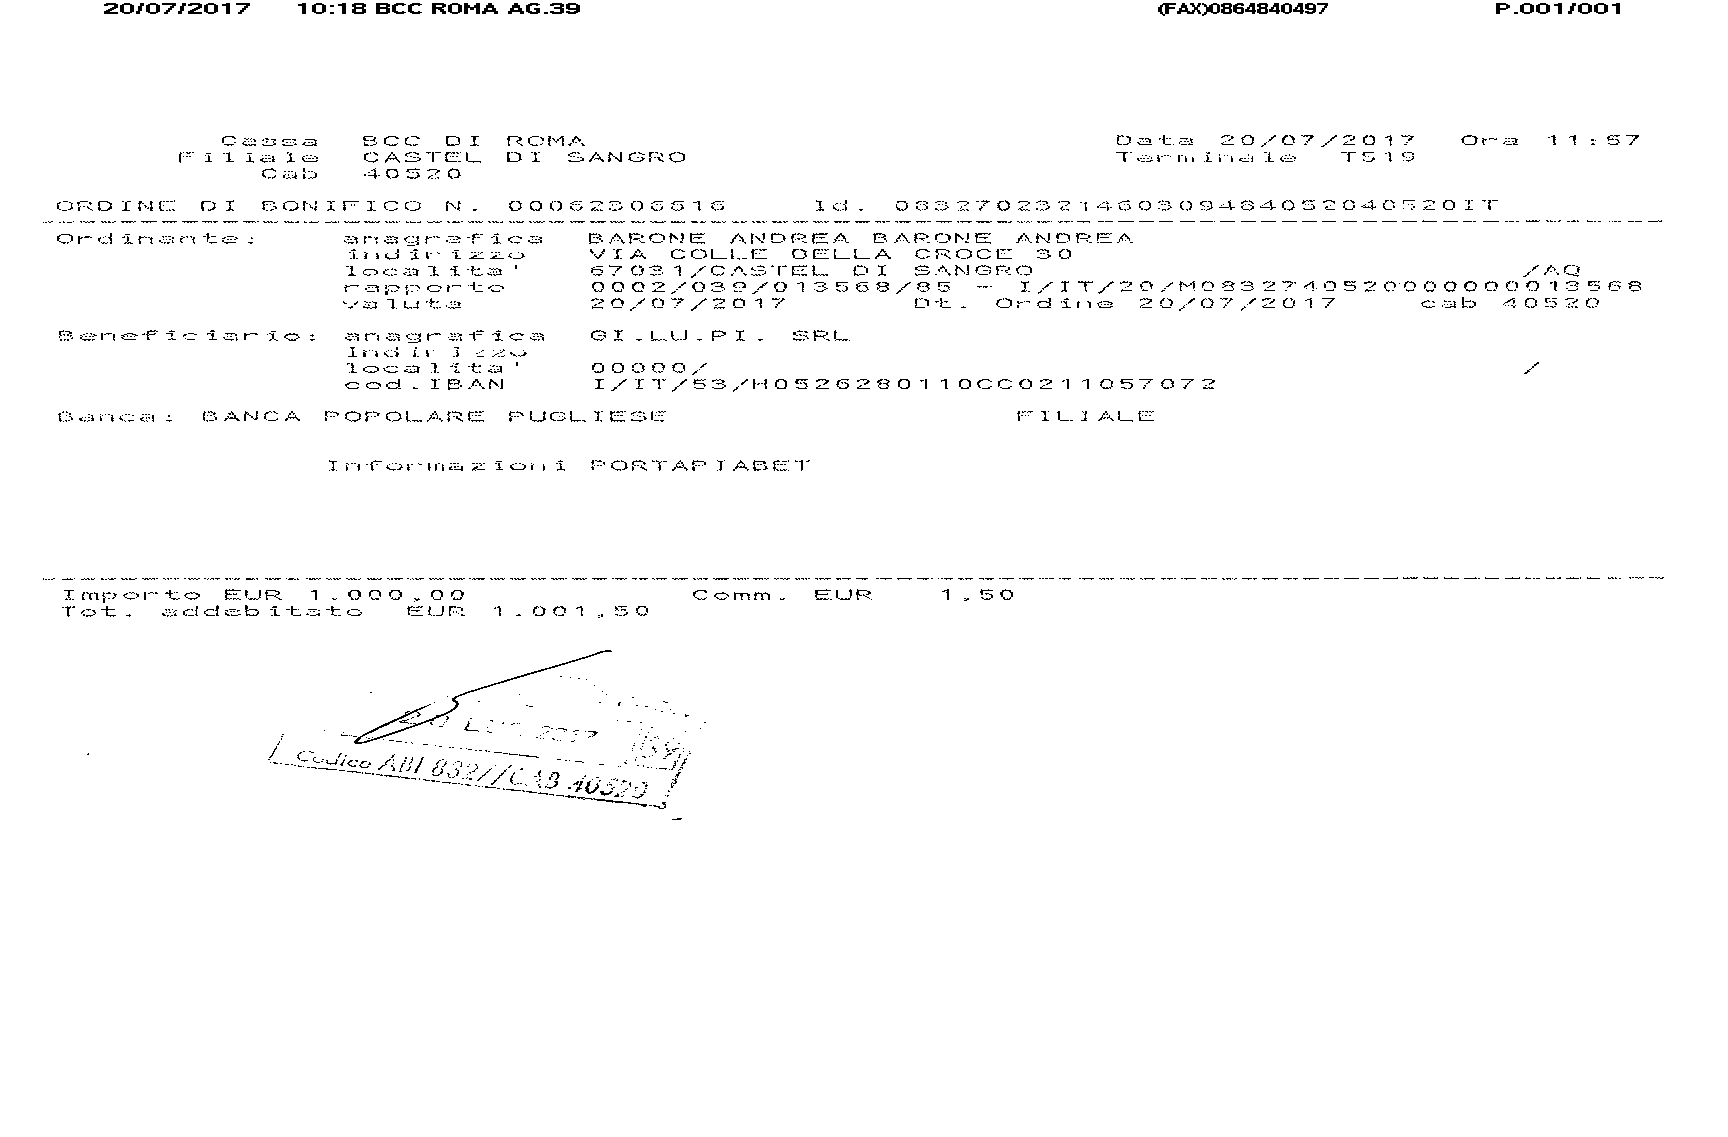 20/07/2017 10:18 BCC ROMA AG.39 (FAX)0864840497 P.001/001
Cassa BCC DI ROMA Data 20/07/2017 Ora 11:57
Filiale CASTEL DI SANGRO Terminale T519
Cab 40520
ORDINE DI BONIFICO N. 00062306516 Id. 0832702321460309484052040520IT
Ordinante: anagrafica BARONE ANDREA BARONE ANDREA
indirizzo VIA COLLE DELLA CROCE 30
localita' 67031/CASTEL DI SANGRO /AQ
rapporto 0002/039/013568/85 - I/IT/20/M0832740520000000013568
valuta 20/07/2017 Dt. Ordine 20/07/2017 cab 40520
Beneficiario: anagrafica GI.LU.PI. SRL
Indirizzo
localita' 00000/ /
cod.IBAN I/IT/53/H0526280110CC0211057072
Banca: BANCA POPOLARE PUGLIESE FILIALE
Informazioni PORTAPIABET
Importo EUR 1.000,00 Comm. EUR 1,50
Tot. addebitato EUR 1.001,50
2017
Codice ABI 832//CAB 40520